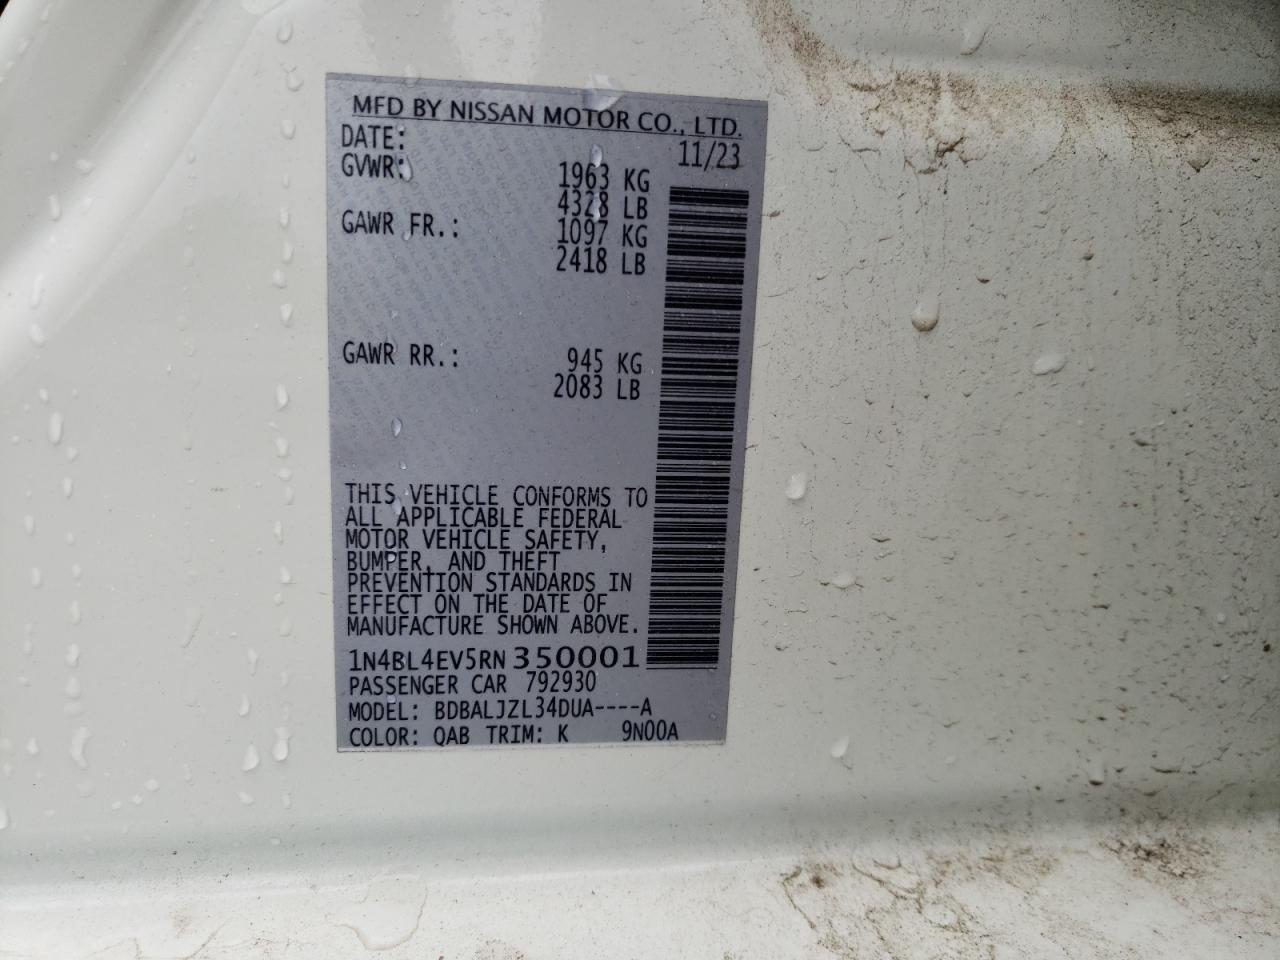 MFD BY NISSAN MOTOR CO., LTD.
DATE: 11/23
GVWR: 1963 KG
4328 LB
GAWR FR.: 1097 KG
2418 LB
GAWR RR.: 945 KG
2083 LB
THIS VEHICLE CONFORMS TO
ALL APPLICABLE FEDERAL
MOTOR VEHICLE SAFETY,
BUMPER, AND THEFT
PREVENTION STANDARDS IN
EFFECT ON THE DATE OF
MANUFACTURE SHOWN ABOVE.
1N4BL4EV5RN350001
PASSENGER CAR 792930
MODEL: BDBALJZL34DUA----A
COLOR: QAB TRIM: K 9N00A